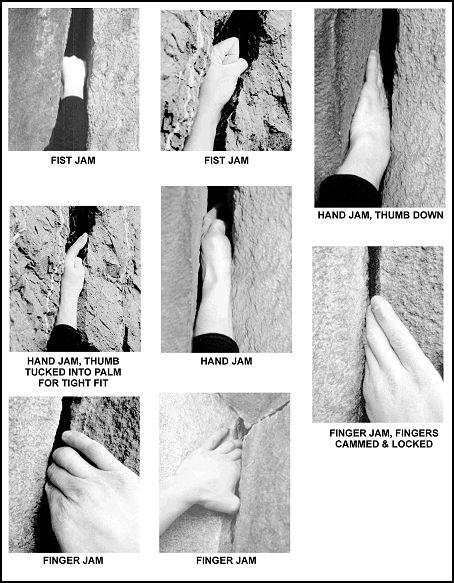 FIST JAM
FIST JAM
HAND JAM, THUMB DOWN
HAND JAM, THUMB
TUCKED INTO PALM
FOR TIGHT FIT
HAND JAM
FINGER JAM, FINGERS
CAMMED & LOCKED
FINGER JAM
FINGER JAM